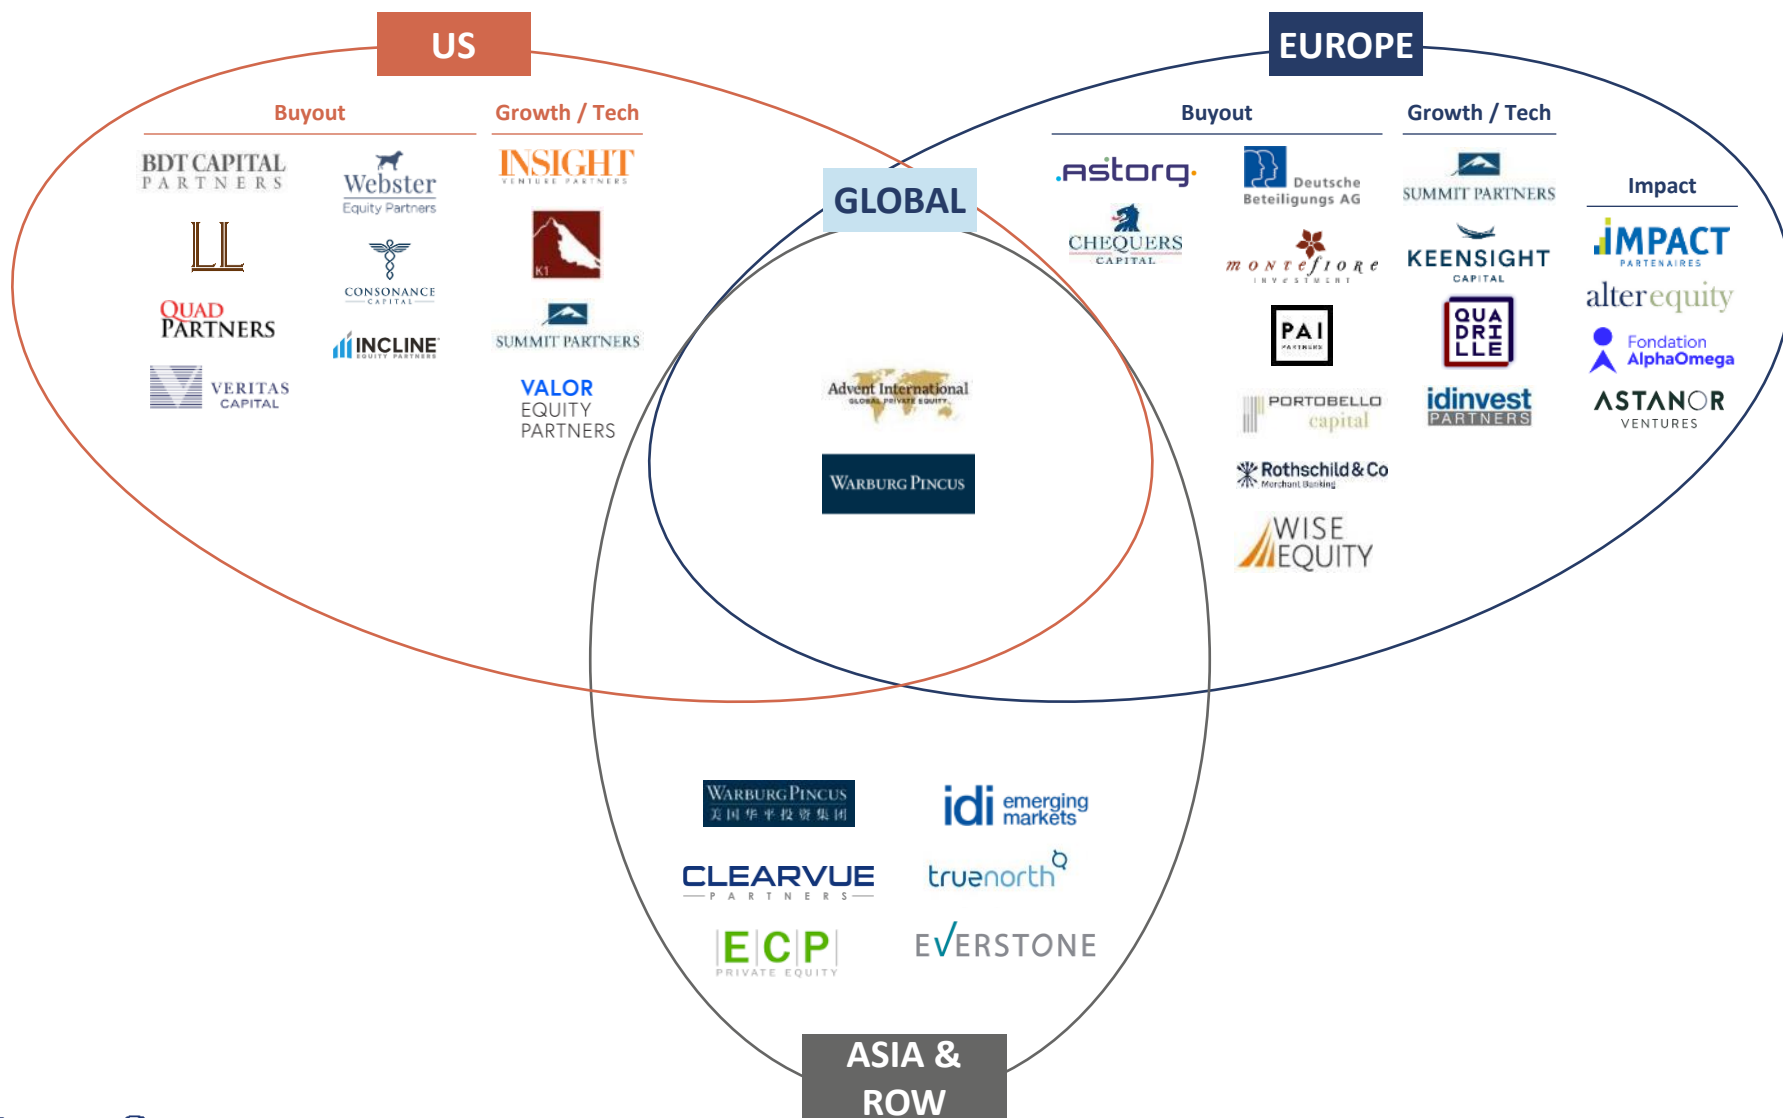 US
Buyout
Growth / Tech
BDT CAPITAL
PARTNERS
Webster
Equity Partners
INSIGHT
VENTURE PARTNERS
LL
CONSONANCE
CAPITAL
K1
QUAD
PARTNERS
INCLINE
EQUITY PARTNERS
SUMMIT PARTNERS
VERITAS
CAPITAL
VALOR
EQUITY
PARTNERS
GLOBAL
Advent International
GLOBAL PRIVATE EQUITY
WARBURG PINCUS
EUROPE
Buyout
Growth / Tech
Impact
Astorg
Deutsche
Beteiligungs AG
CHEQUERS
CAPITAL
montefiore
INVESTMENT
PAI
PARTNERS
PORTOBELLO
capital
Rothschild & Co
Merchant Banking
WISE
EQUITY
SUMMIT PARTNERS
KEENSIGHT
CAPITAL
QUA
DRI
LLE
idinvest
PARTNERS
iMPACT
PARTENAIRES
alter equity
Fondation
AlphaOmega
ASTANOR
VENTURES
WARBURG PINCUS
美国华平投资集团
idi emerging
markets
CLEARVUE
PARTNERS
truenorth
E C P
PRIVATE EQUITY
EVERSTONE
ASIA &
ROW